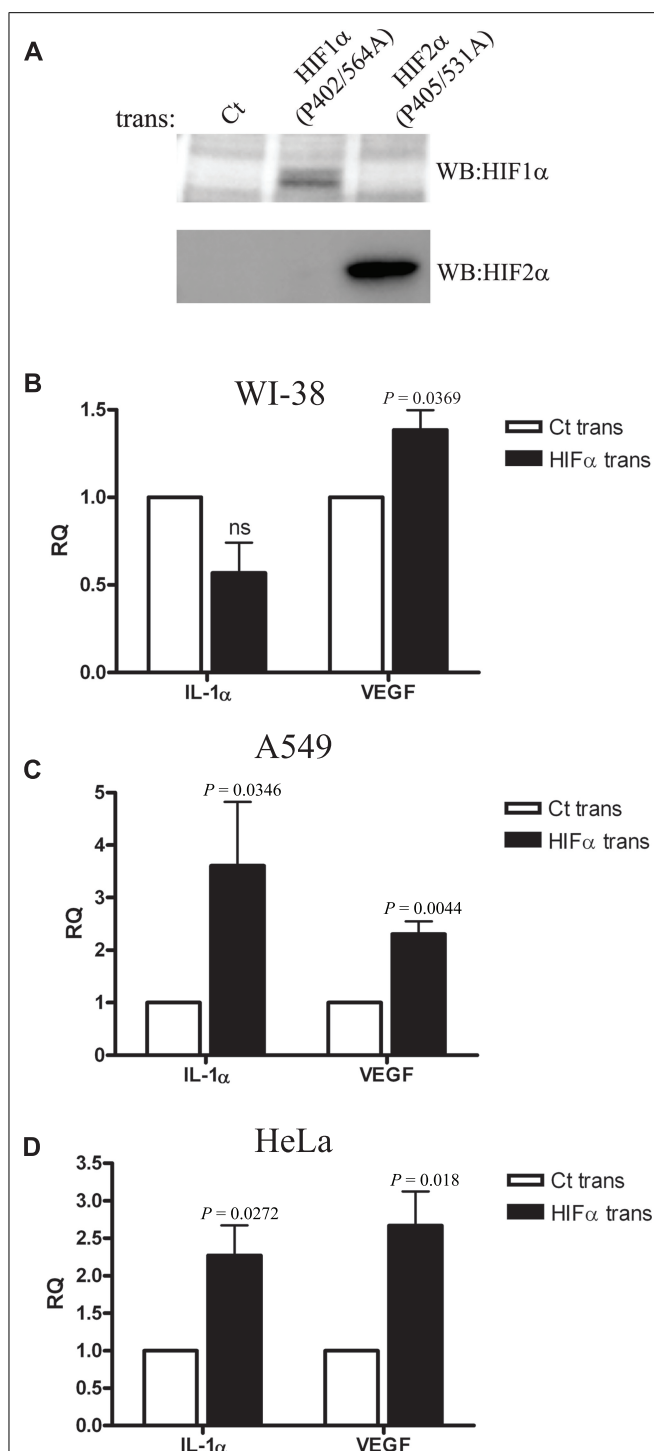 A
trans:
Ct
HIF1α
(P402/564A)
HIF2α
(P405/531A)
WB:HIF1α
WB:HIF2α
B
WI-38
P = 0.0369
1.5
1.0
0.5
0.0
RQ
ns
IL-1α
VEGF
Ct trans
HIFα trans
C
A549
P = 0.0346
P = 0.0044
5
4
3
2
1
0
RQ
IL-1α
VEGF
Ct trans
HIFα trans
D
HeLa
P = 0.0272
P = 0.018
3.5
3.0
2.5
2.0
1.5
1.0
0.5
0.0
RQ
IL-1α
VEGF
Ct trans
HIFα trans